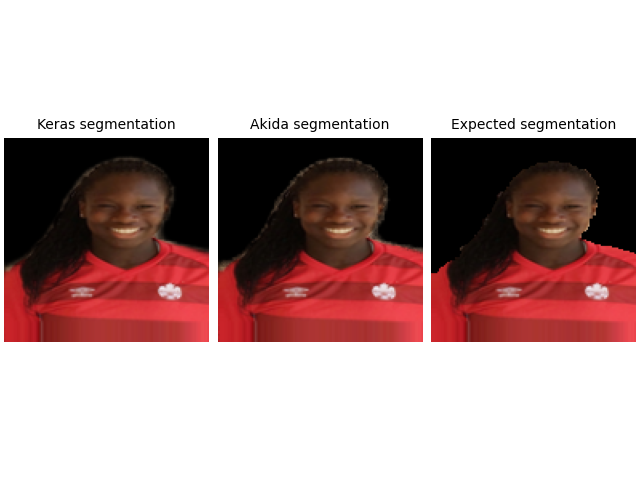 Keras segmentation
Akida segmentation
Expected segmentation